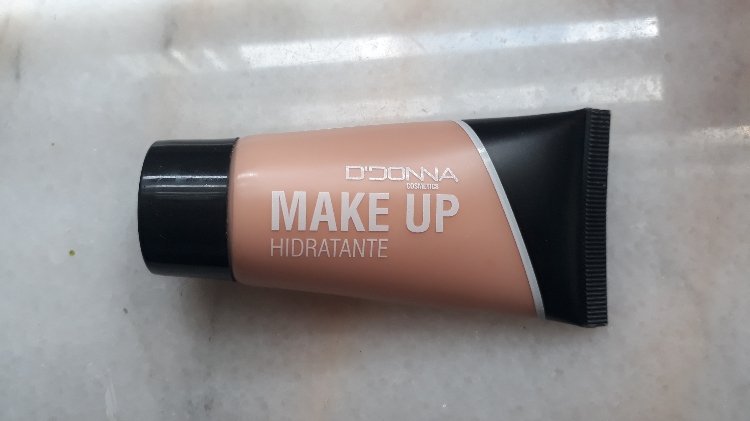 D'DONNA
COSMETICS
MAKE UP
HIDRATANTE